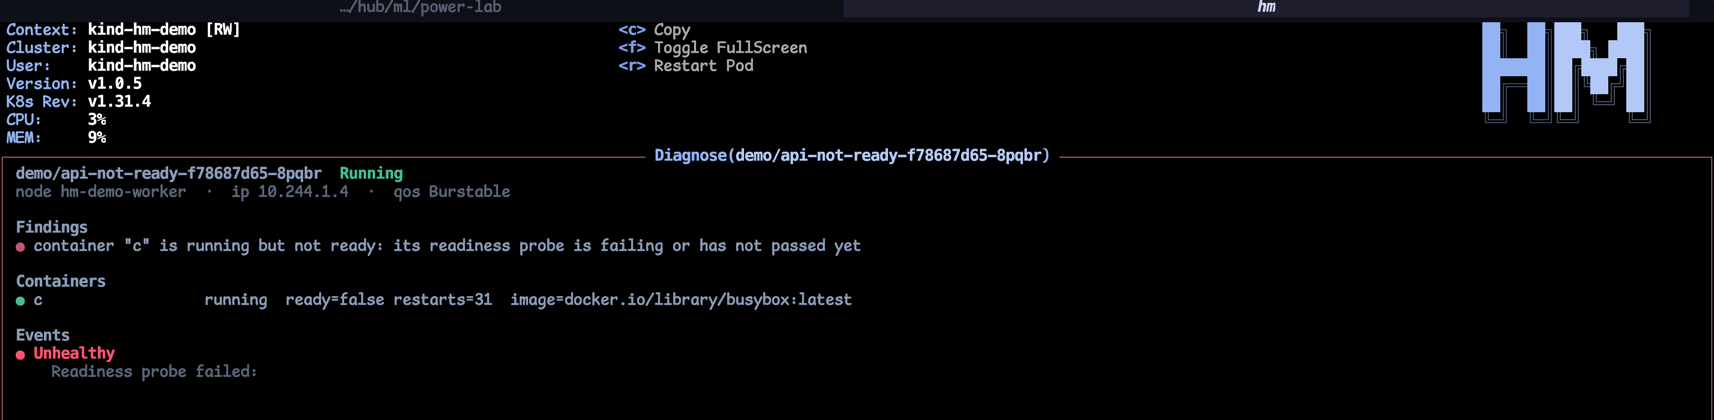 …/hub/ml/power-lab
hm
Context: kind-hm-demo [RW]
Cluster: kind-hm-demo
User: kind-hm-demo
Version: v1.0.5
K8s Rev: v1.31.4
CPU: 3%
MEM: 9%
<c> Copy
<f> Toggle FullScreen
<r> Restart Pod
HM
Diagnose(demo/api-not-ready-f78687d65-8pqbr)
demo/api-not-ready-f78687d65-8pqbr Running
node hm-demo-worker · ip 10.244.1.4 · qos Burstable
Findings
● container "c" is running but not ready: its readiness probe is failing or has not passed yet
Containers
● c running ready=false restarts=31 image=docker.io/library/busybox:latest
Events
● Unhealthy
Readiness probe failed: